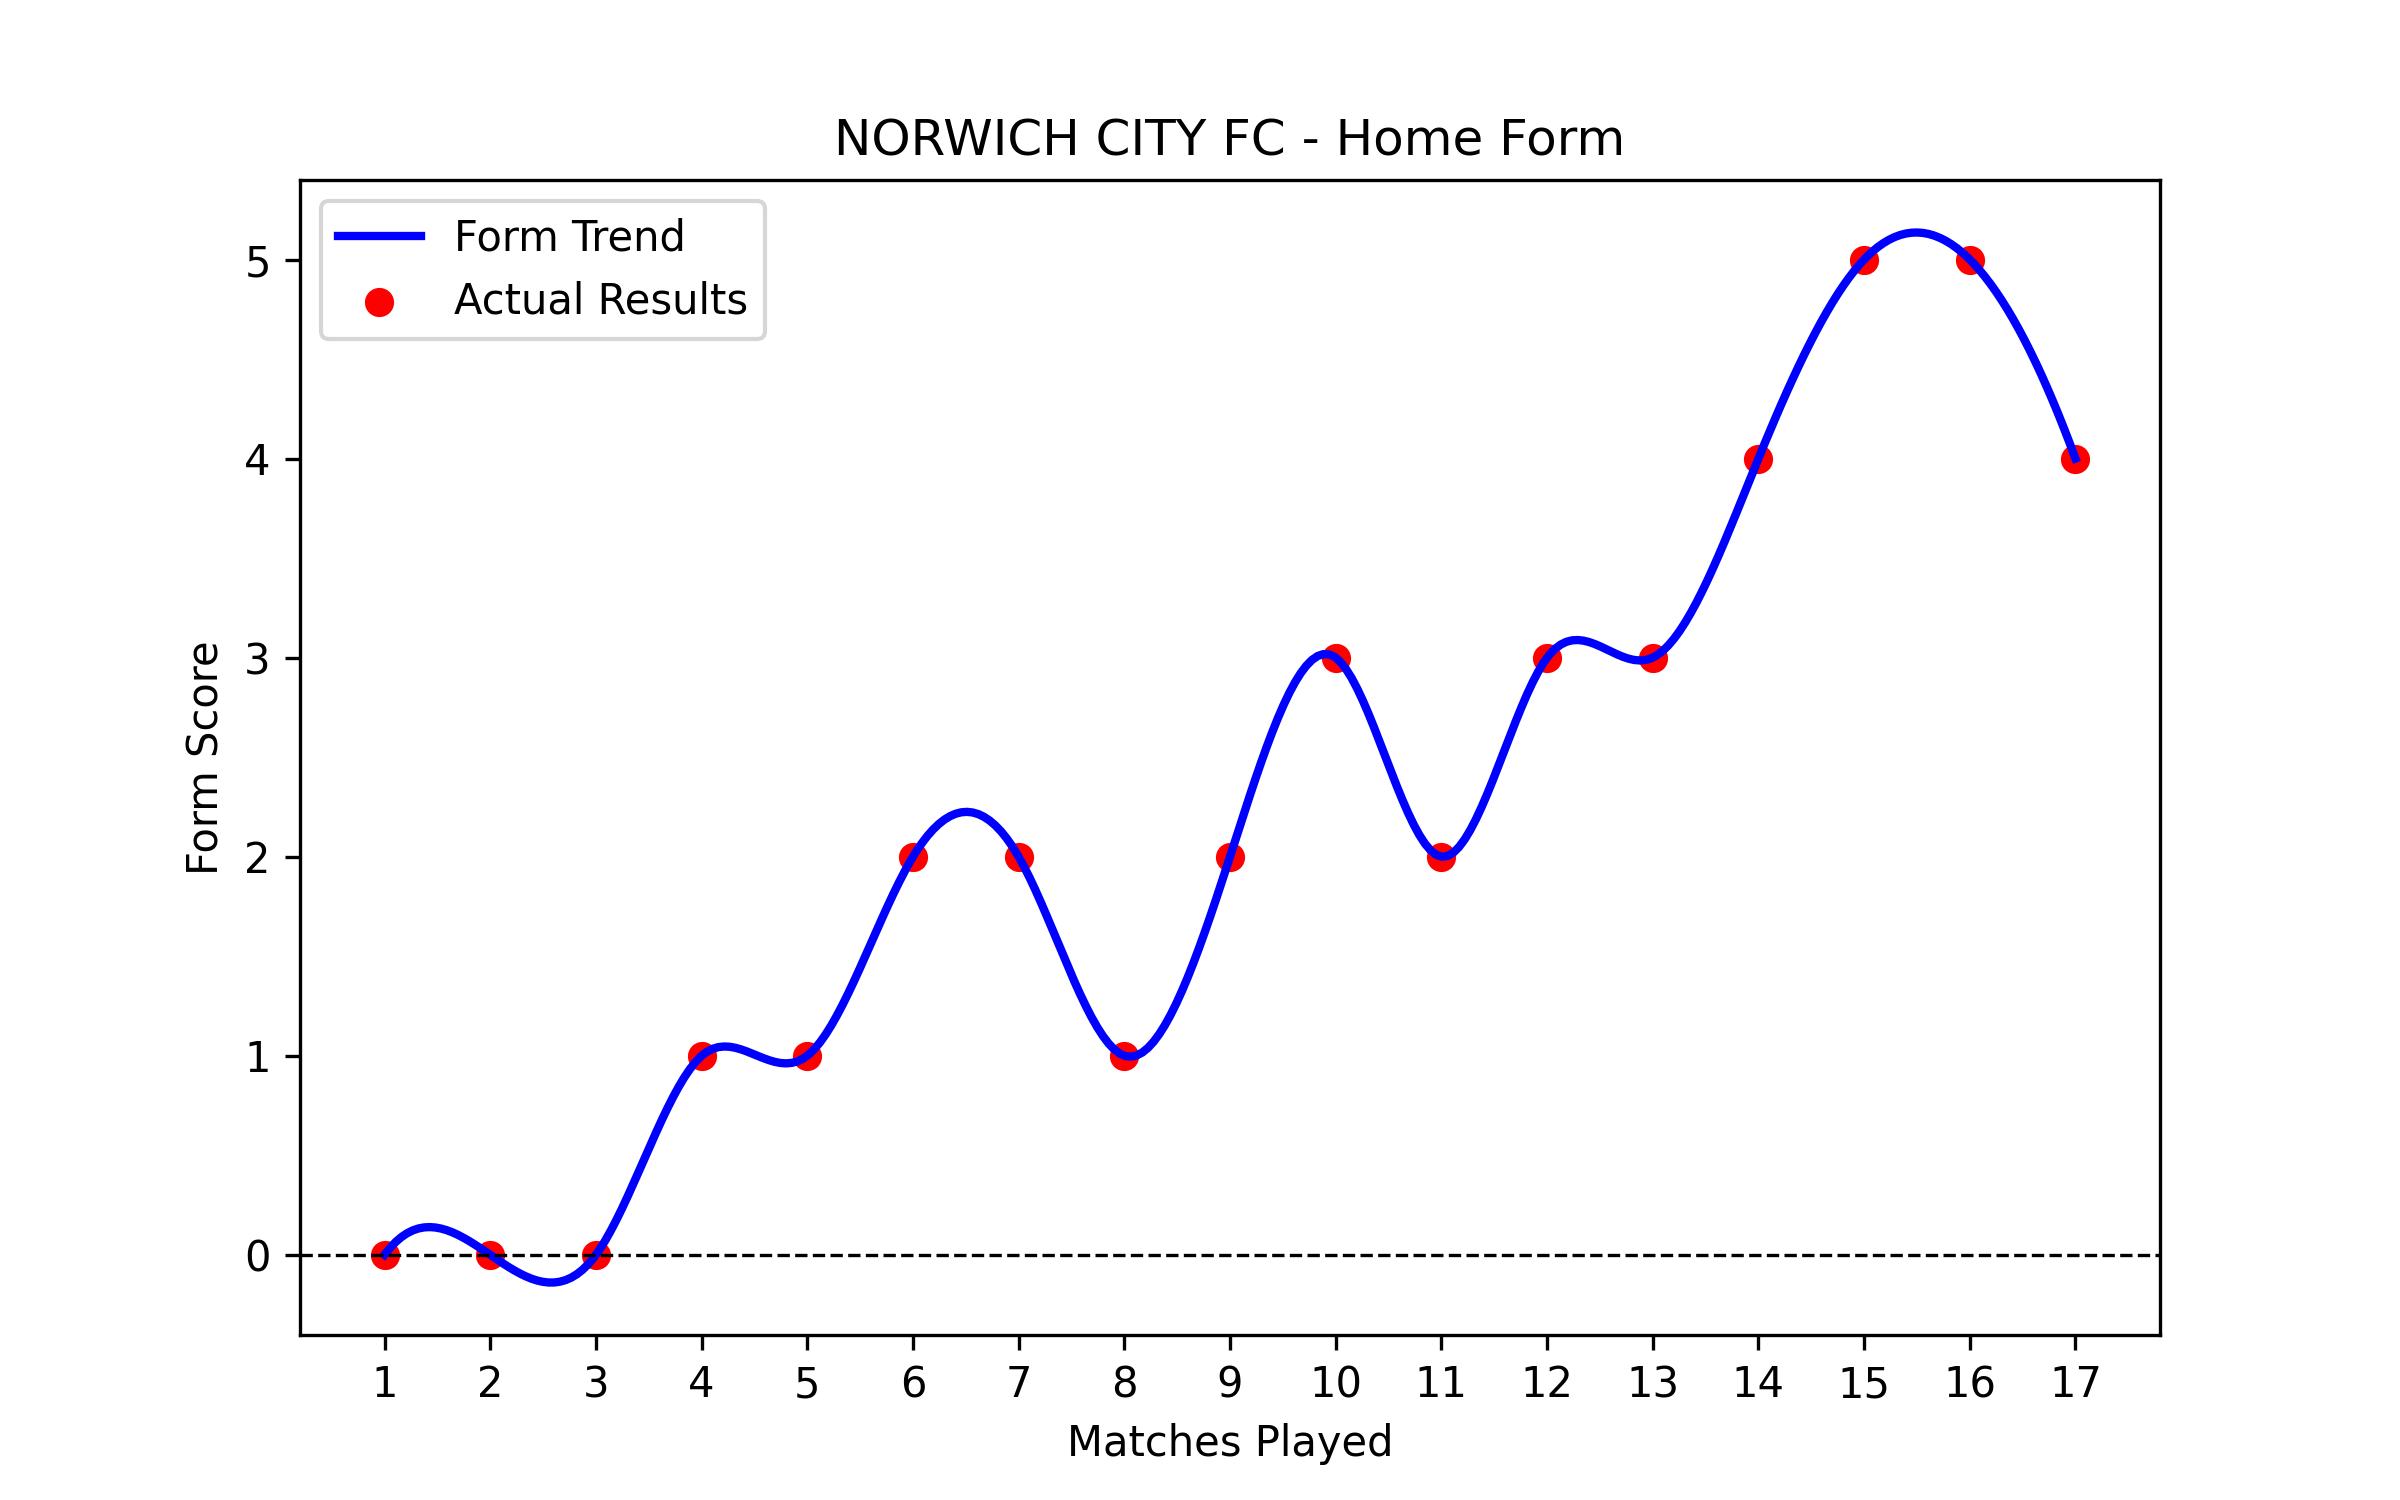 NORWICH CITY FC - Home Form
Form Trend
Actual Results
5
4
3
2
1
0
Form Score
1 2 3 4 5 6 7 8 9 10 11 12 13 14 15 16 17
Matches Played